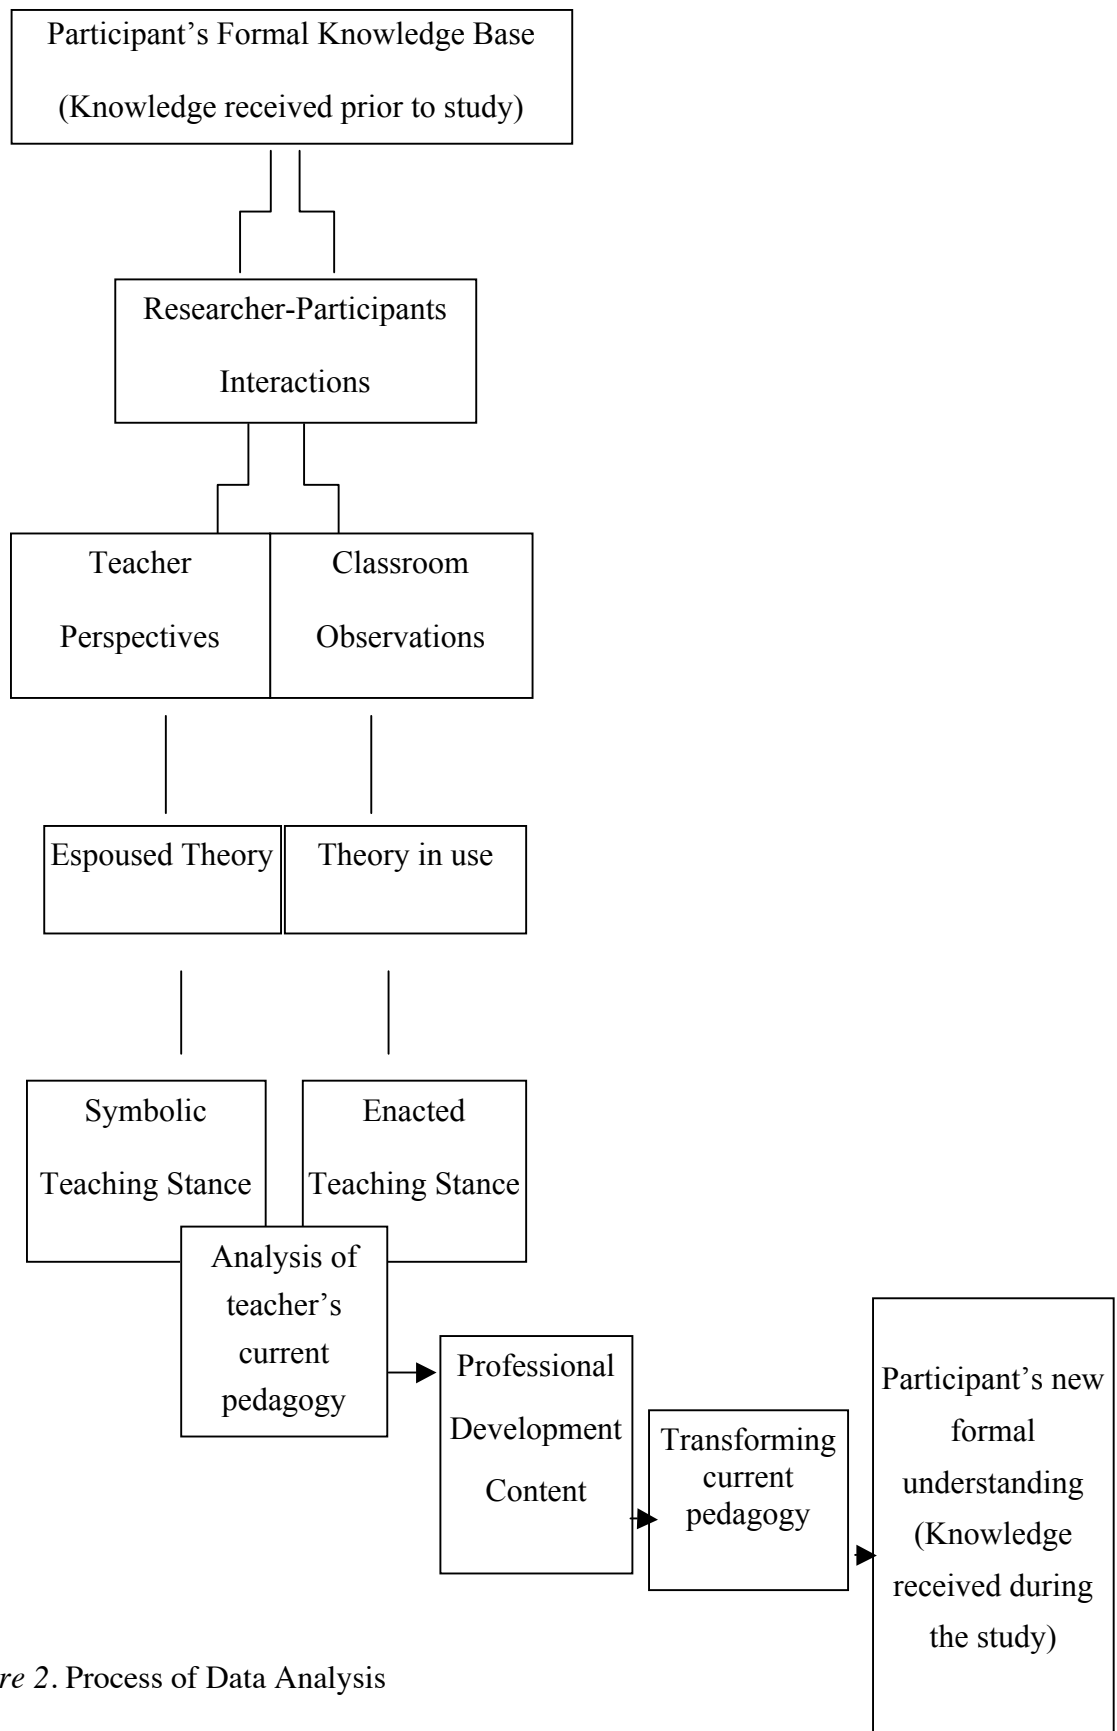 Participant’s Formal Knowledge Base
(Knowledge received prior to study)
Researcher-Participants
Interactions
Teacher
Perspectives
Classroom
Observations
Espoused Theory
Theory in use
Symbolic
Teaching Stance
Enacted
Teaching Stance
Analysis of
teacher’s
current
pedagogy
Professional
Development
Content
Transforming
current
pedagogy
Participant’s new
formal
understanding
(Knowledge
received during
the study)
re 2. Process of Data Analysis